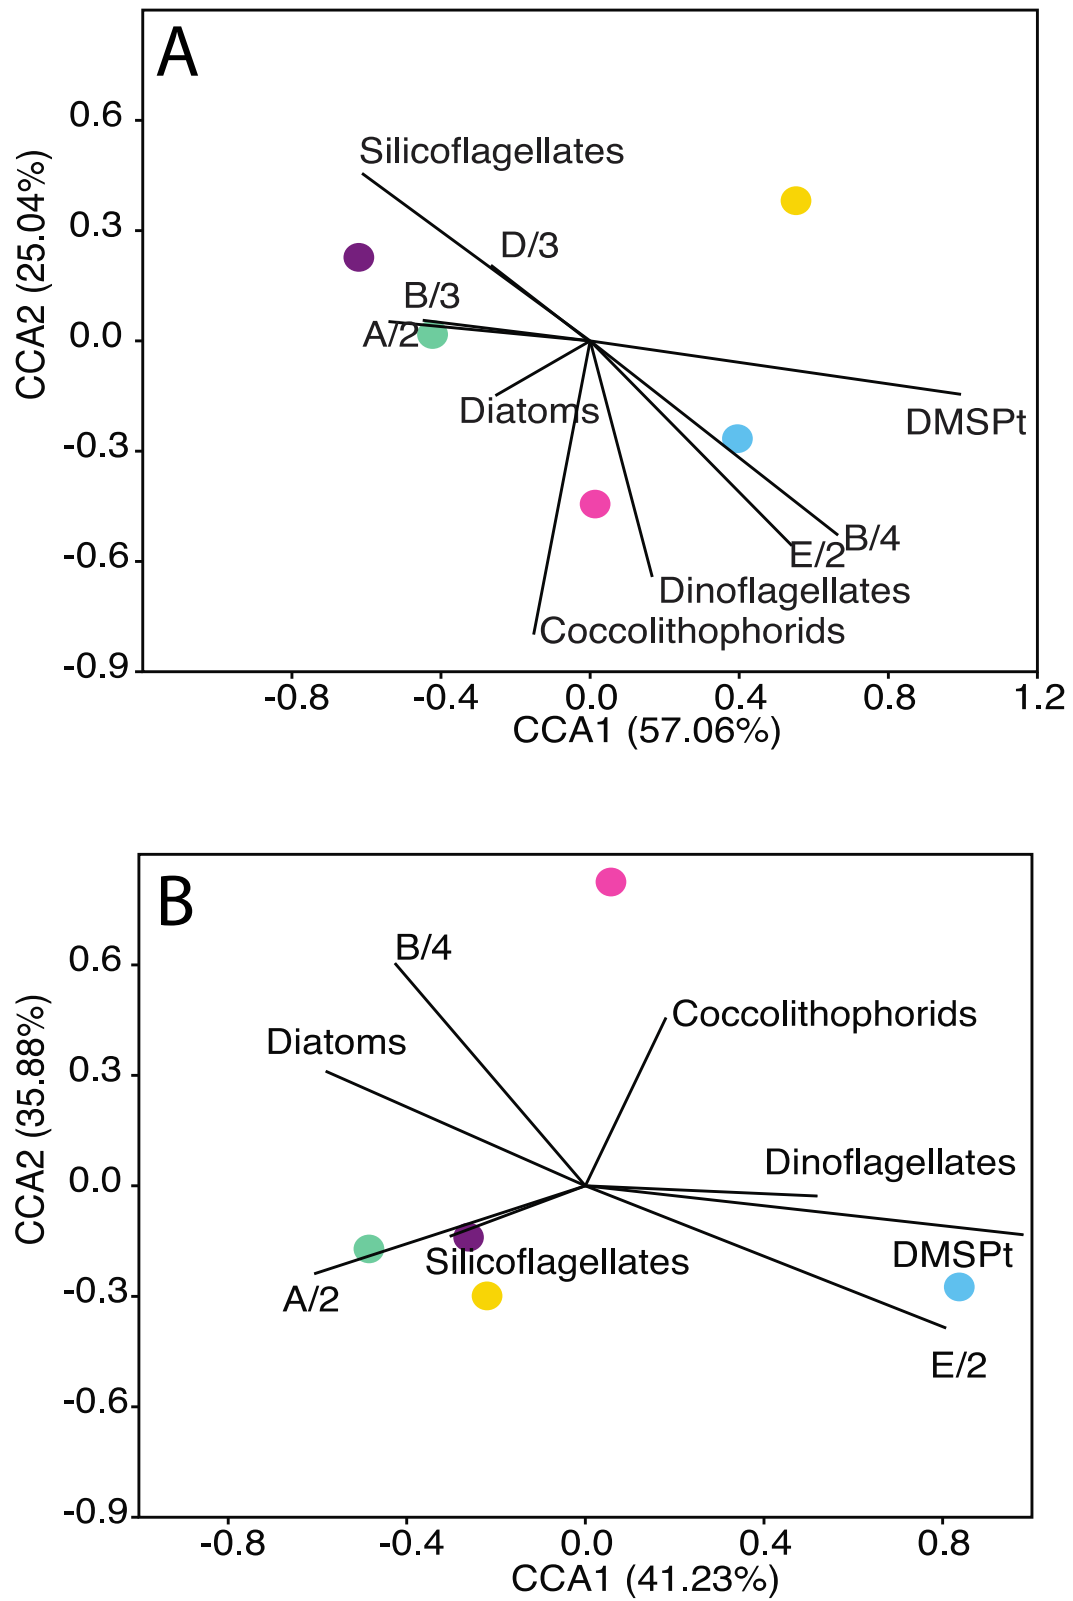 A
0.6
0.3
0.0
-0.3
-0.6
-0.9
CCA2 (25.04%)
Silicoflagellates
D/3
B/3
A/2
Diatoms
DMSPt
B/4
E/2
Dinoflagellates
Coccolithophorids
-0.8 -0.4 0.0 0.4 0.8 1.2
CCA1 (57.06%)
B
0.6
0.3
0.0
-0.3
-0.6
-0.9
CCA2 (35.88%)
B/4
Coccolithophorids
Diatoms
Dinoflagellates
DMSPt
Silicoflagellates
A/2
E/2
-0.8 -0.4 0.0 0.4 0.8
CCA1 (41.23%)